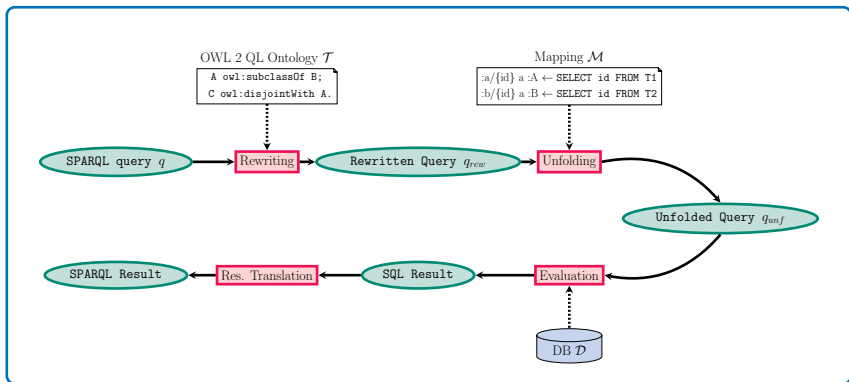 OWL 2 QL Ontology 𝒯
A owl:subclassOf B;
C owl:disjointWith A.
Mapping ℳ
:a/{id} a :A ← SELECT id FROM T1
:b/{id} a :B ← SELECT id FROM T2
SPARQL query q
Rewriting
Rewritten Query q_rew
Unfolding
Unfolded Query q_unf
SPARQL Result
Res. Translation
SQL Result
Evaluation
DB 𝒟